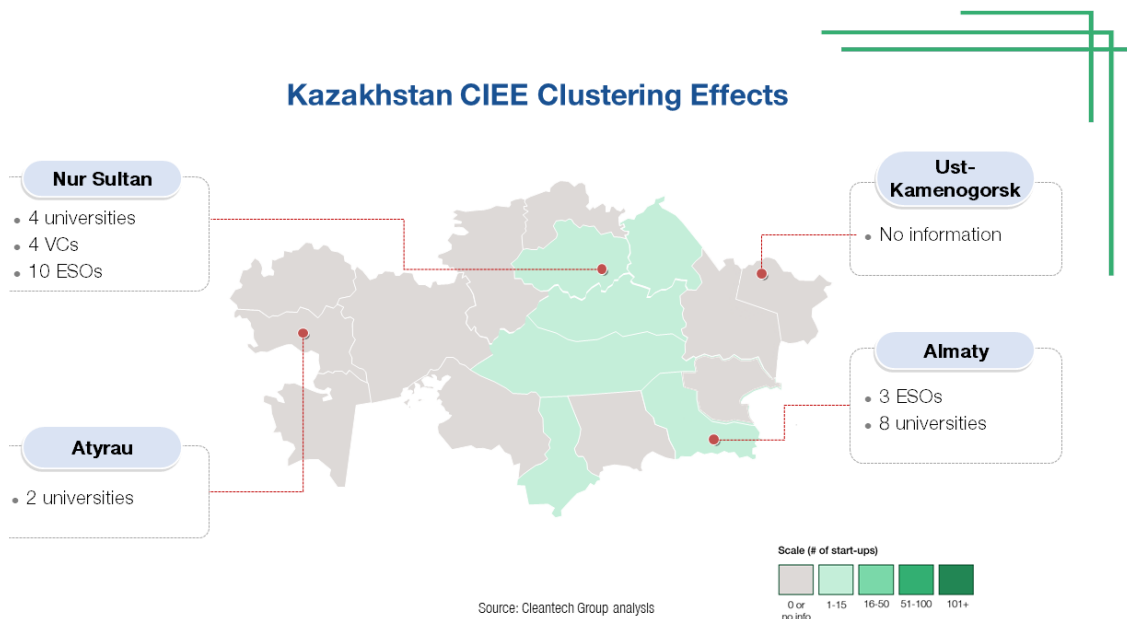 Kazakhstan CIEE Clustering Effects
Nur Sultan
• 4 universities
• 4 VCs
• 10 ESOs
Ust-
Kamenogorsk
• No information
Almaty
• 3 ESOs
• 8 universities
Atyrau
• 2 universities
Scale (# of start-ups)
0 or
no info
1-15
16-50
51-100
101+
Source: Cleantech Group analysis